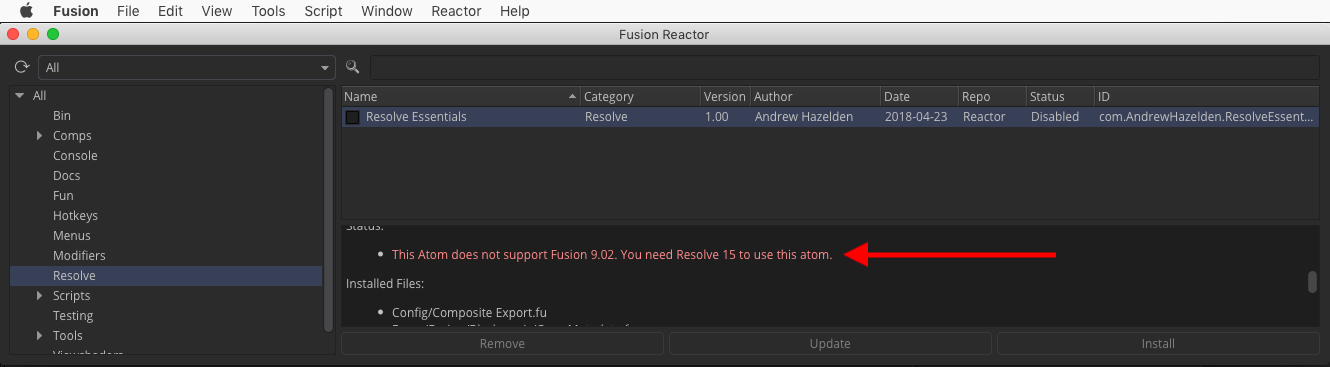 Fusion File Edit View Tools Script Window Reactor Help
Fusion Reactor
All
All
Bin
Comps
Console
Docs
Fun
Hotkeys
Menus
Modifiers
Resolve
Scripts
Testing
Tools
Viewshaders
Name Category Version Author Date Repo Status ID
Resolve Essentials Resolve 1.00 Andrew Hazelden 2018-04-23 Reactor Disabled com.AndrewHazelden.ResolveEssent...
Status:
• This Atom does not support Fusion 9.02. You need Resolve 15 to use this atom.
Installed Files:
• Config/Composite Export.fu
Remove Update Install